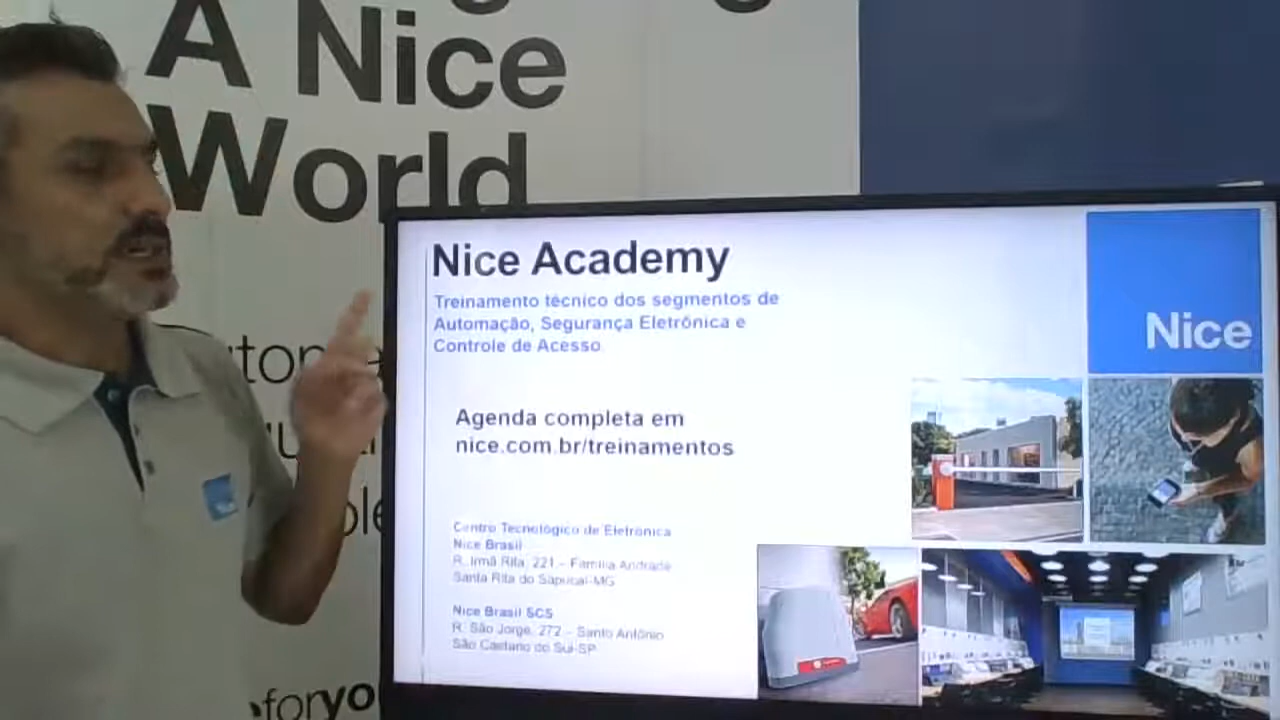 A Nice
World
foryo
Nice Academy
Treinamento técnico dos segmentos de
Automação, Segurança Eletrônica e
Controle de Acesso
Nice
Agenda completa em
nice.com.br/treinamentos
Centro Tecnológico de Eletrônica
Nice Brasil
R. Irmã Rita, 221 - Família Andrade
Santa Rita do Sapucaí-MG
Nice Brasil SCS
R. São Jorge, 272 - Santo Antônio
São Caetano do Sul-SP